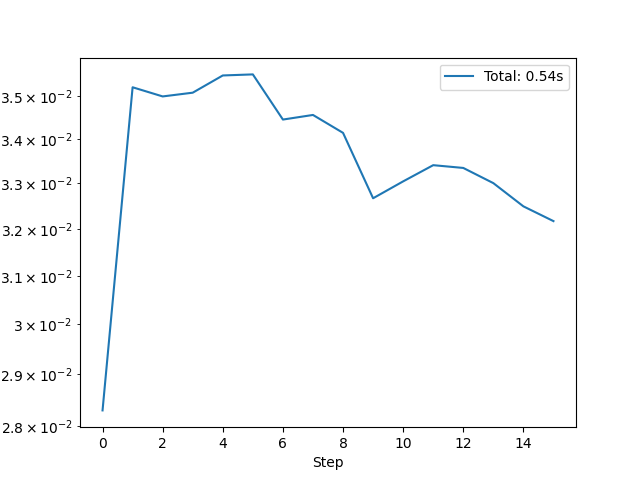 Total: 0.54s
3.5 × 10⁻²
3.4 × 10⁻²
3.3 × 10⁻²
3.2 × 10⁻²
3.1 × 10⁻²
3 × 10⁻²
2.9 × 10⁻²
2.8 × 10⁻²
0 2 4 6 8 10 12 14
Step